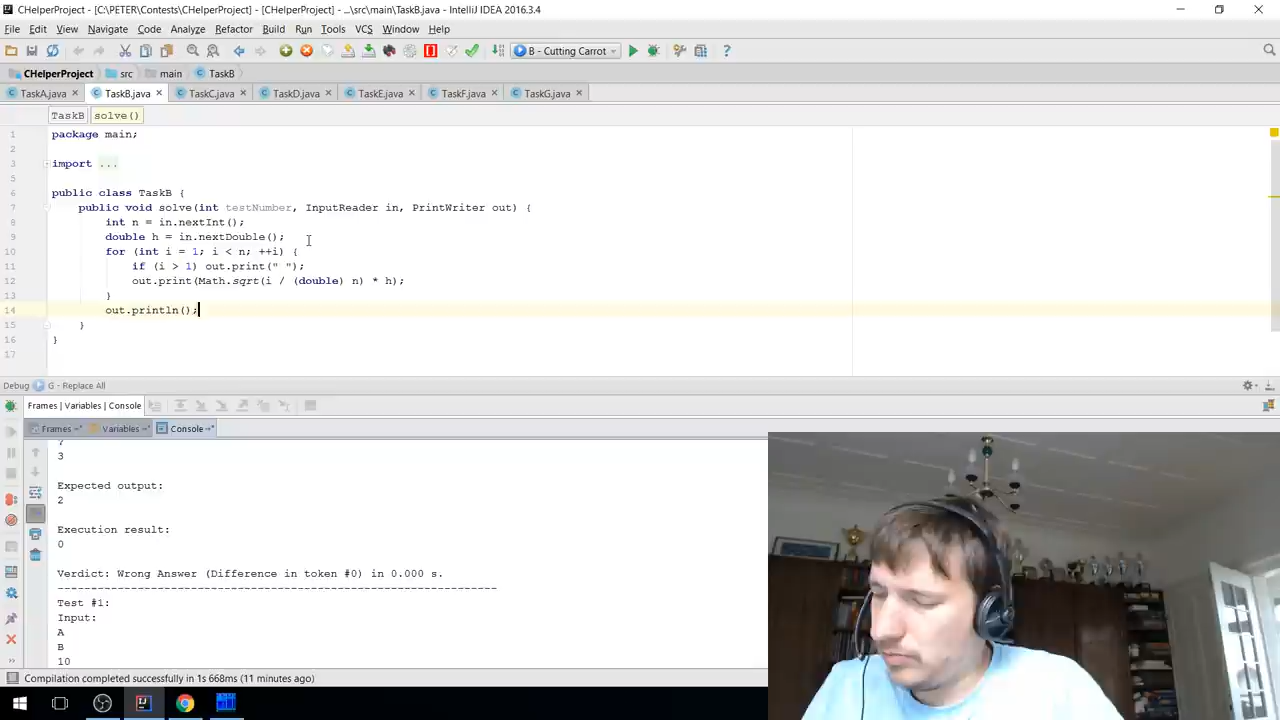 CHelperProject - [C:\PETER\Contests\CHelperProject] - [CHelperProject] - ...\src\main\TaskB.java - IntelliJ IDEA 2016.3.4
File Edit View Navigate Code Analyze Refactor Build Run Tools VCS Window Help
B - Cutting Carrot
CHelperProject src main TaskB
TaskA.java TaskB.java TaskC.java TaskD.java TaskE.java TaskF.java TaskG.java
TaskB solve()
1 package main;
2
3 import ...
5
6 public class TaskB {
7 public void solve(int testNumber, InputReader in, PrintWriter out) {
8 int n = in.nextInt();
9 double h = in.nextDouble();
10 for (int i = 1; i < n; ++i) {
11 if (i > 1) out.print(" ");
12 out.print(Math.sqrt(i / (double) n) * h);
13 }
14 out.println();
15 }
16 }
17
Debug G - Replace All
Frames | Variables | Console
Frames Variables Console
3
Expected output:
2
Execution result:
0
Verdict: Wrong Answer (Difference in token #0) in 0.000 s.
------------------------------------------------------------------
Test #1:
Input:
A
B
10
Compilation completed successfully in 1s 668ms (11 minutes ago)